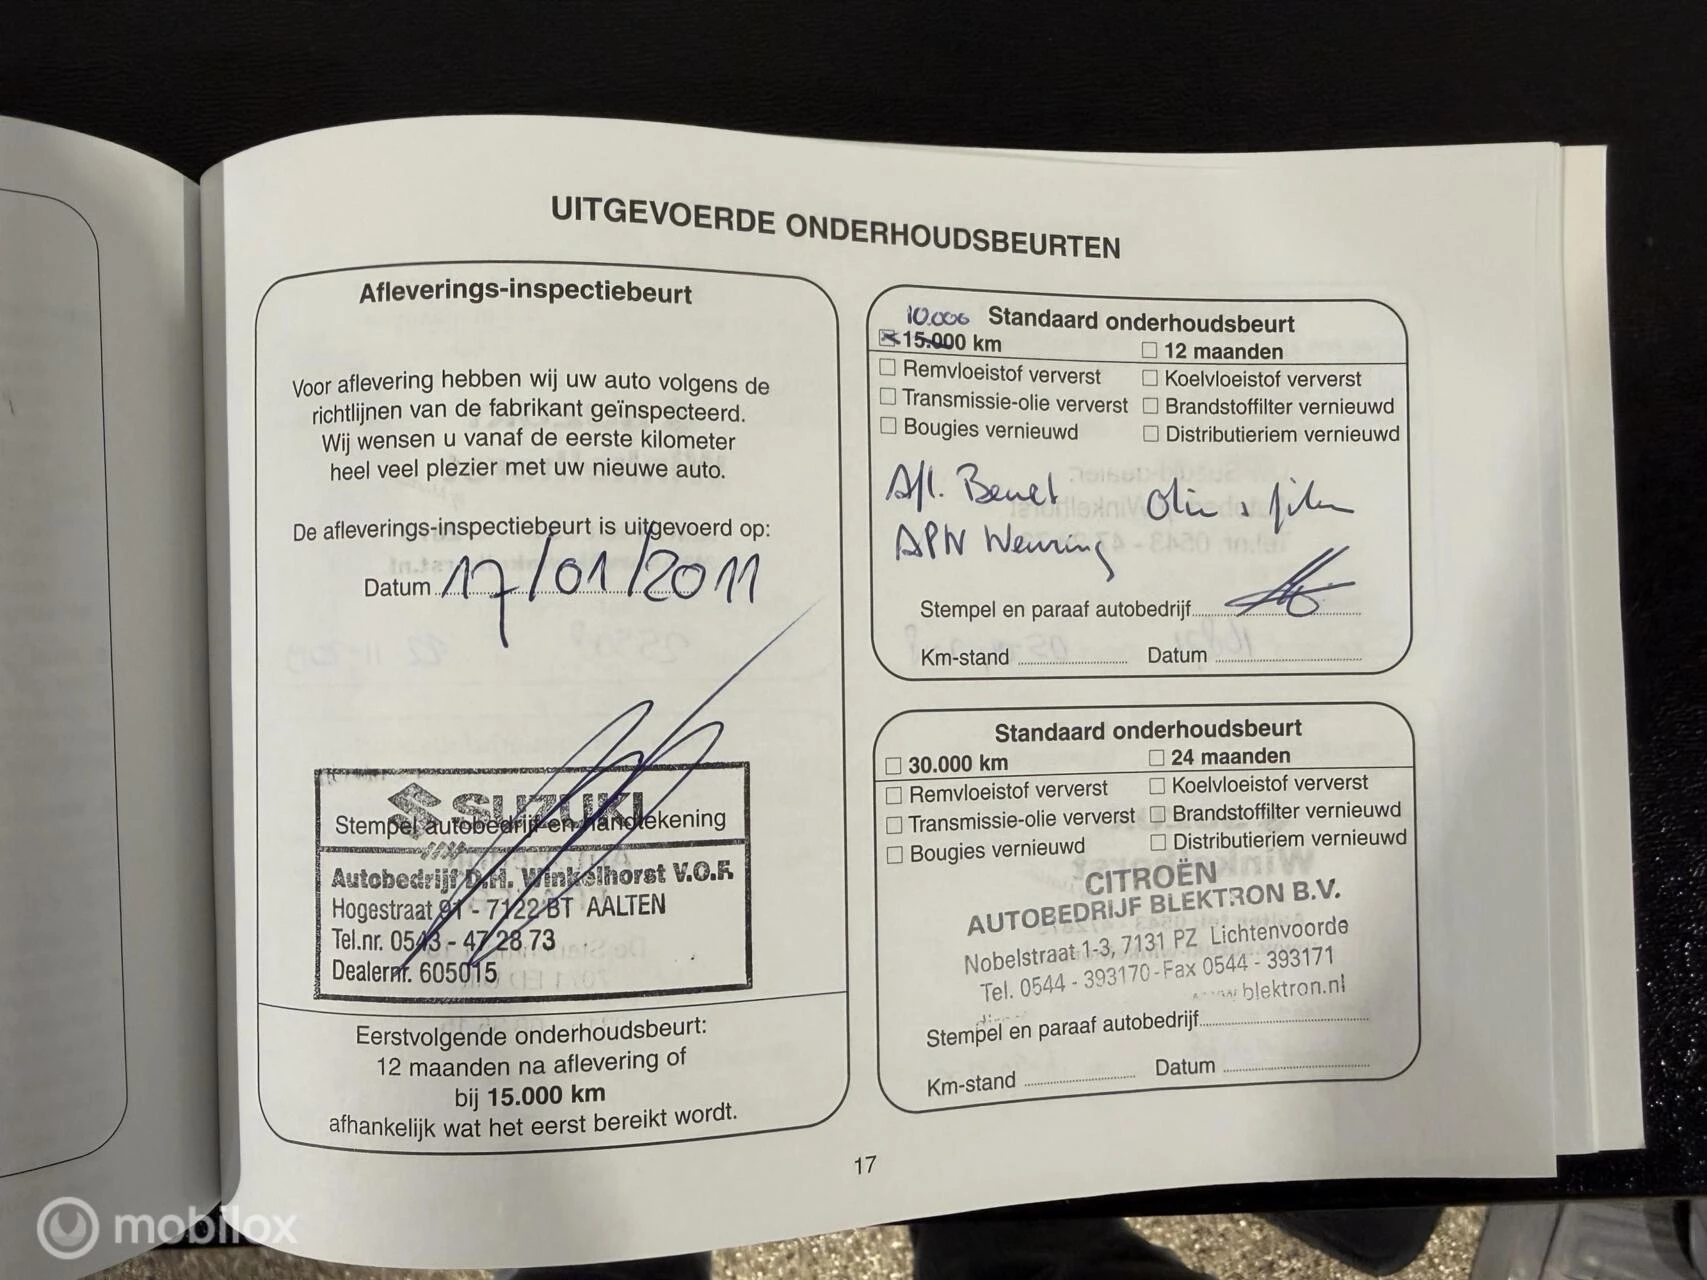 UITGEVOERDE ONDERHOUDSBEURTEN
Afleverings-inspectiebeurt
Voor aflevering hebben wij uw auto volgens de
richtlijnen van de fabrikant geïnspecteerd.
Wij wensen u vanaf de eerste kilometer
heel veel plezier met uw nieuwe auto.
De afleverings-inspectiebeurt is uitgevoerd op:
Datum 17/01/2011
SUZUKI
Stempel autobedrijf en handtekening
Autobedrijf D.H. Winkelhorst V.O.F.
Hogestraat 91 - 7122 BT AALTEN
Tel.nr. 0543 - 47 28 73
Dealernr. 605015
Eerstvolgende onderhoudsbeurt:
12 maanden na aflevering of
bij 15.000 km
afhankelijk wat het eerst bereikt wordt.
10.000 Standaard onderhoudsbeurt
15.000 km 12 maanden
Remvloeistof ververst Koelvloeistof ververst
Transmissie-olie ververst Brandstoffilter vernieuwd
Bougies vernieuwd Distributieriem vernieuwd
Afl. Beurt
Stempel en paraaf autobedrijf
Km-stand Datum
Standaard onderhoudsbeurt
30.000 km 24 maanden
Remvloeistof ververst Koelvloeistof ververst
Transmissie-olie ververst Brandstoffilter vernieuwd
Bougies vernieuwd Distributieriem vernieuwd
CITROËN
AUTOBEDRIJF BLEKTRON B.V.
Nobelstraat 1-3, 7131 PZ Lichtenvoorde
Tel. 0544 - 393170 - Fax 0544 - 393171
www.blektron.nl
Stempel en paraaf autobedrijf
Km-stand Datum
17
mobilox